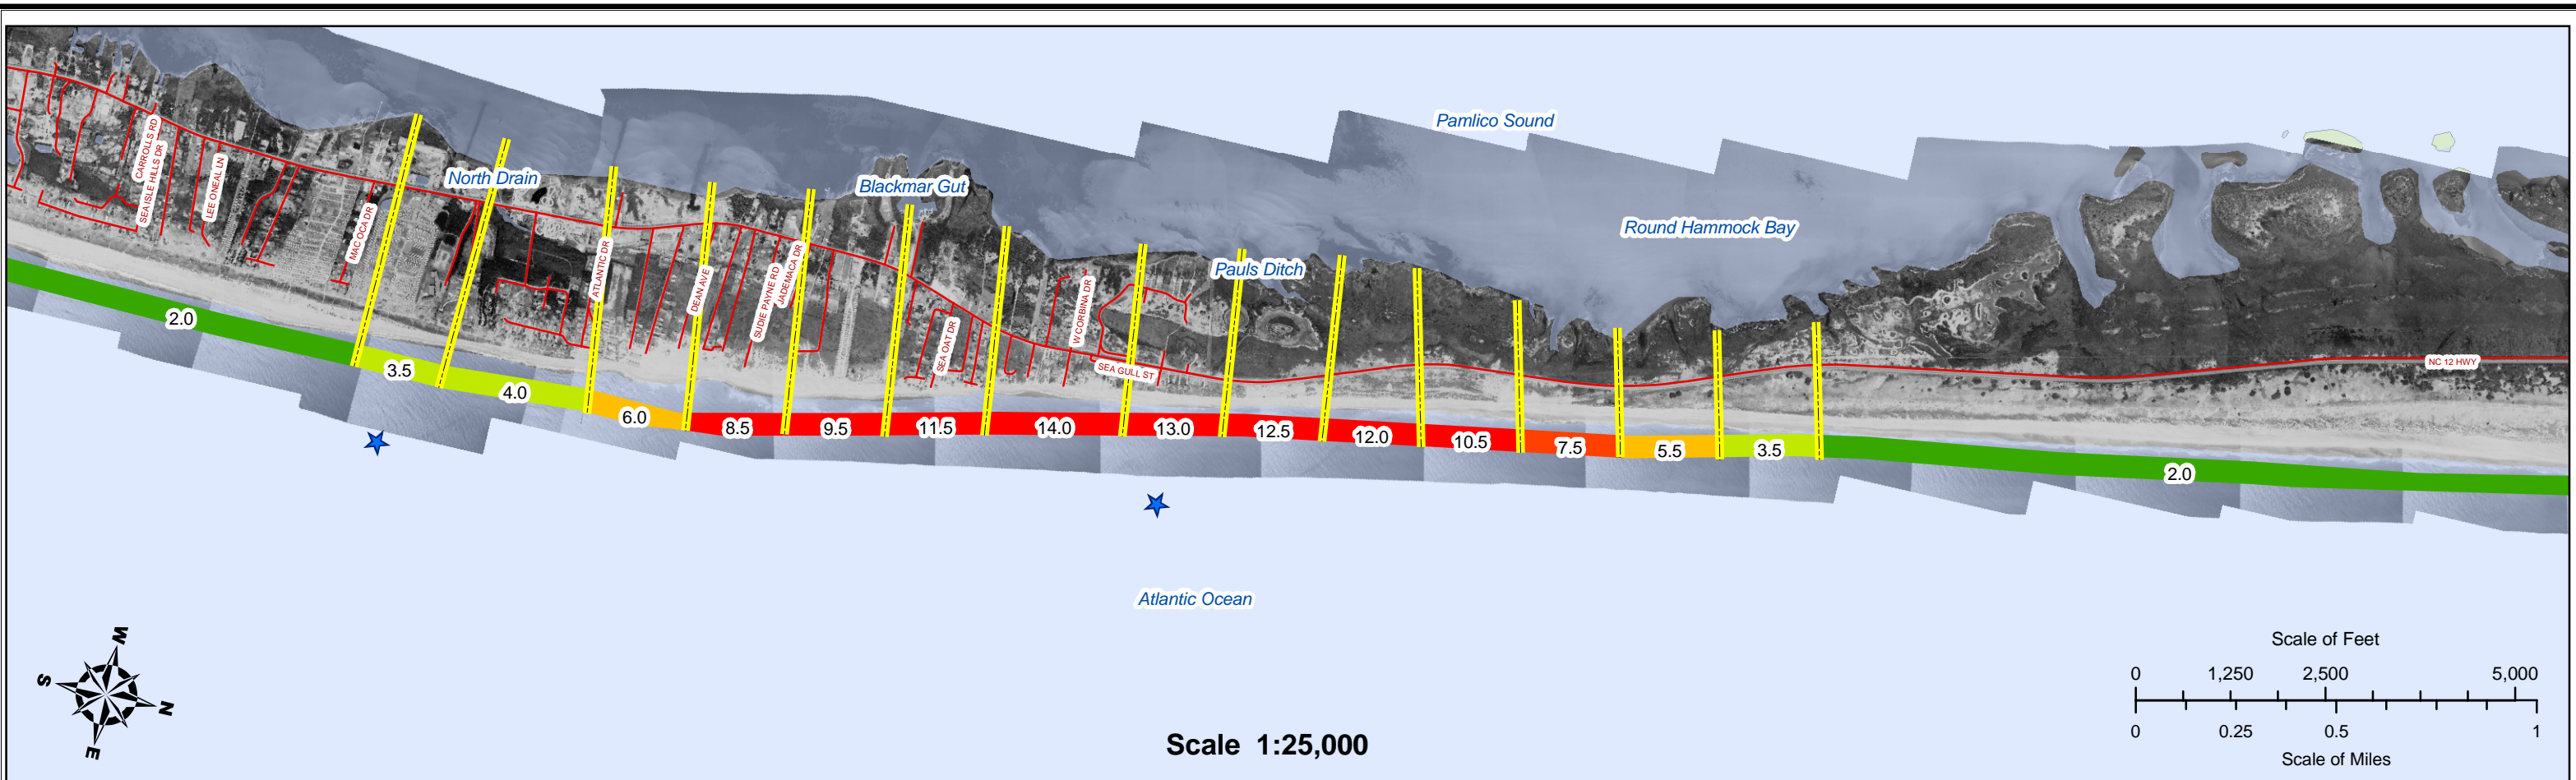 Pamlico Sound
CARROLLS RD
SEA ISLE HILLS DR
LEE ONEAL LN
MAC OCA DR
North Drain
ATLANTIC DR
DEAN AVE
SUDIE PAYNE RD
JADEMACA DR
Blackmar Gut
SEA OAT DR
W CORBINA DR
SEA GULL ST
Pauls Ditch
Round Hammock Bay
NC 12 HWY
2.0
3.5
4.0
6.0
8.5
9.5
11.5
14.0
13.0
12.5
12.0
10.5
7.5
5.5
3.5
2.0
Atlantic Ocean
W
S
N
E
Scale 1:25,000
Scale of Feet
0 1,250 2,500 5,000
0 0.25 0.5 1
Scale of Miles